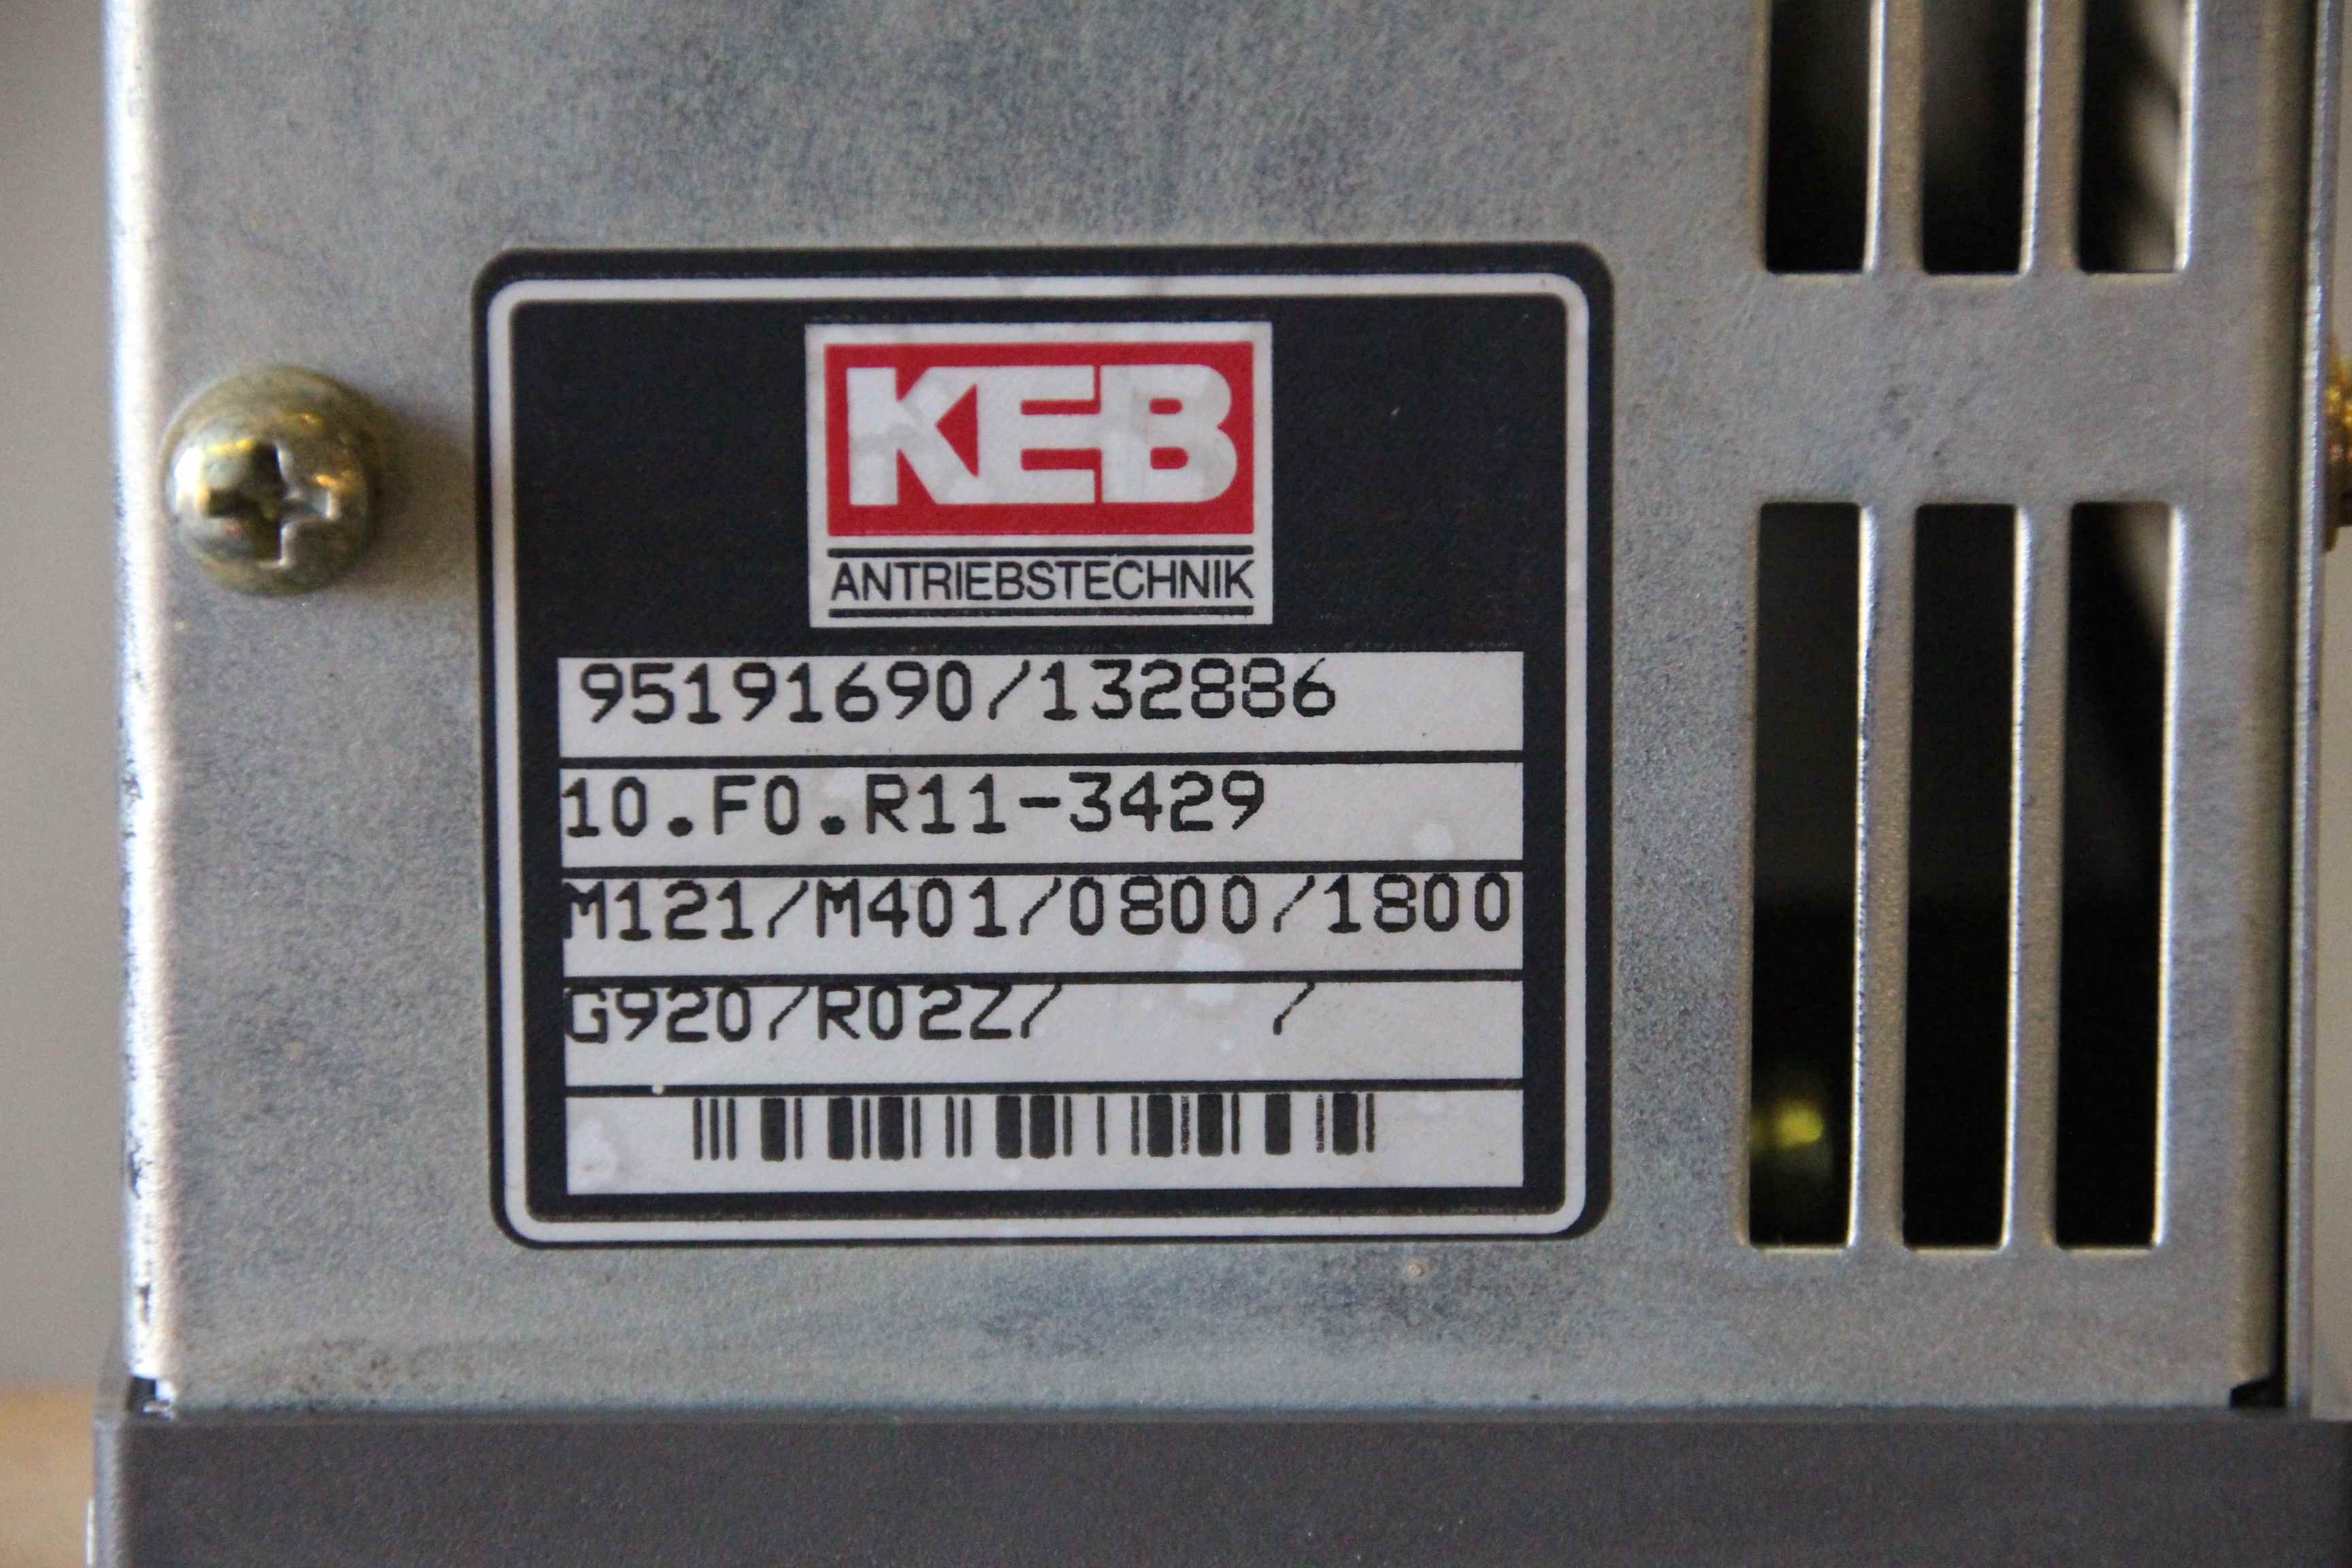 KEB
ANTRIEBSTECHNIK
95191690/132886
10.F0.R11-3429
M121/M401/0800/1800
G920/R02Z/ /